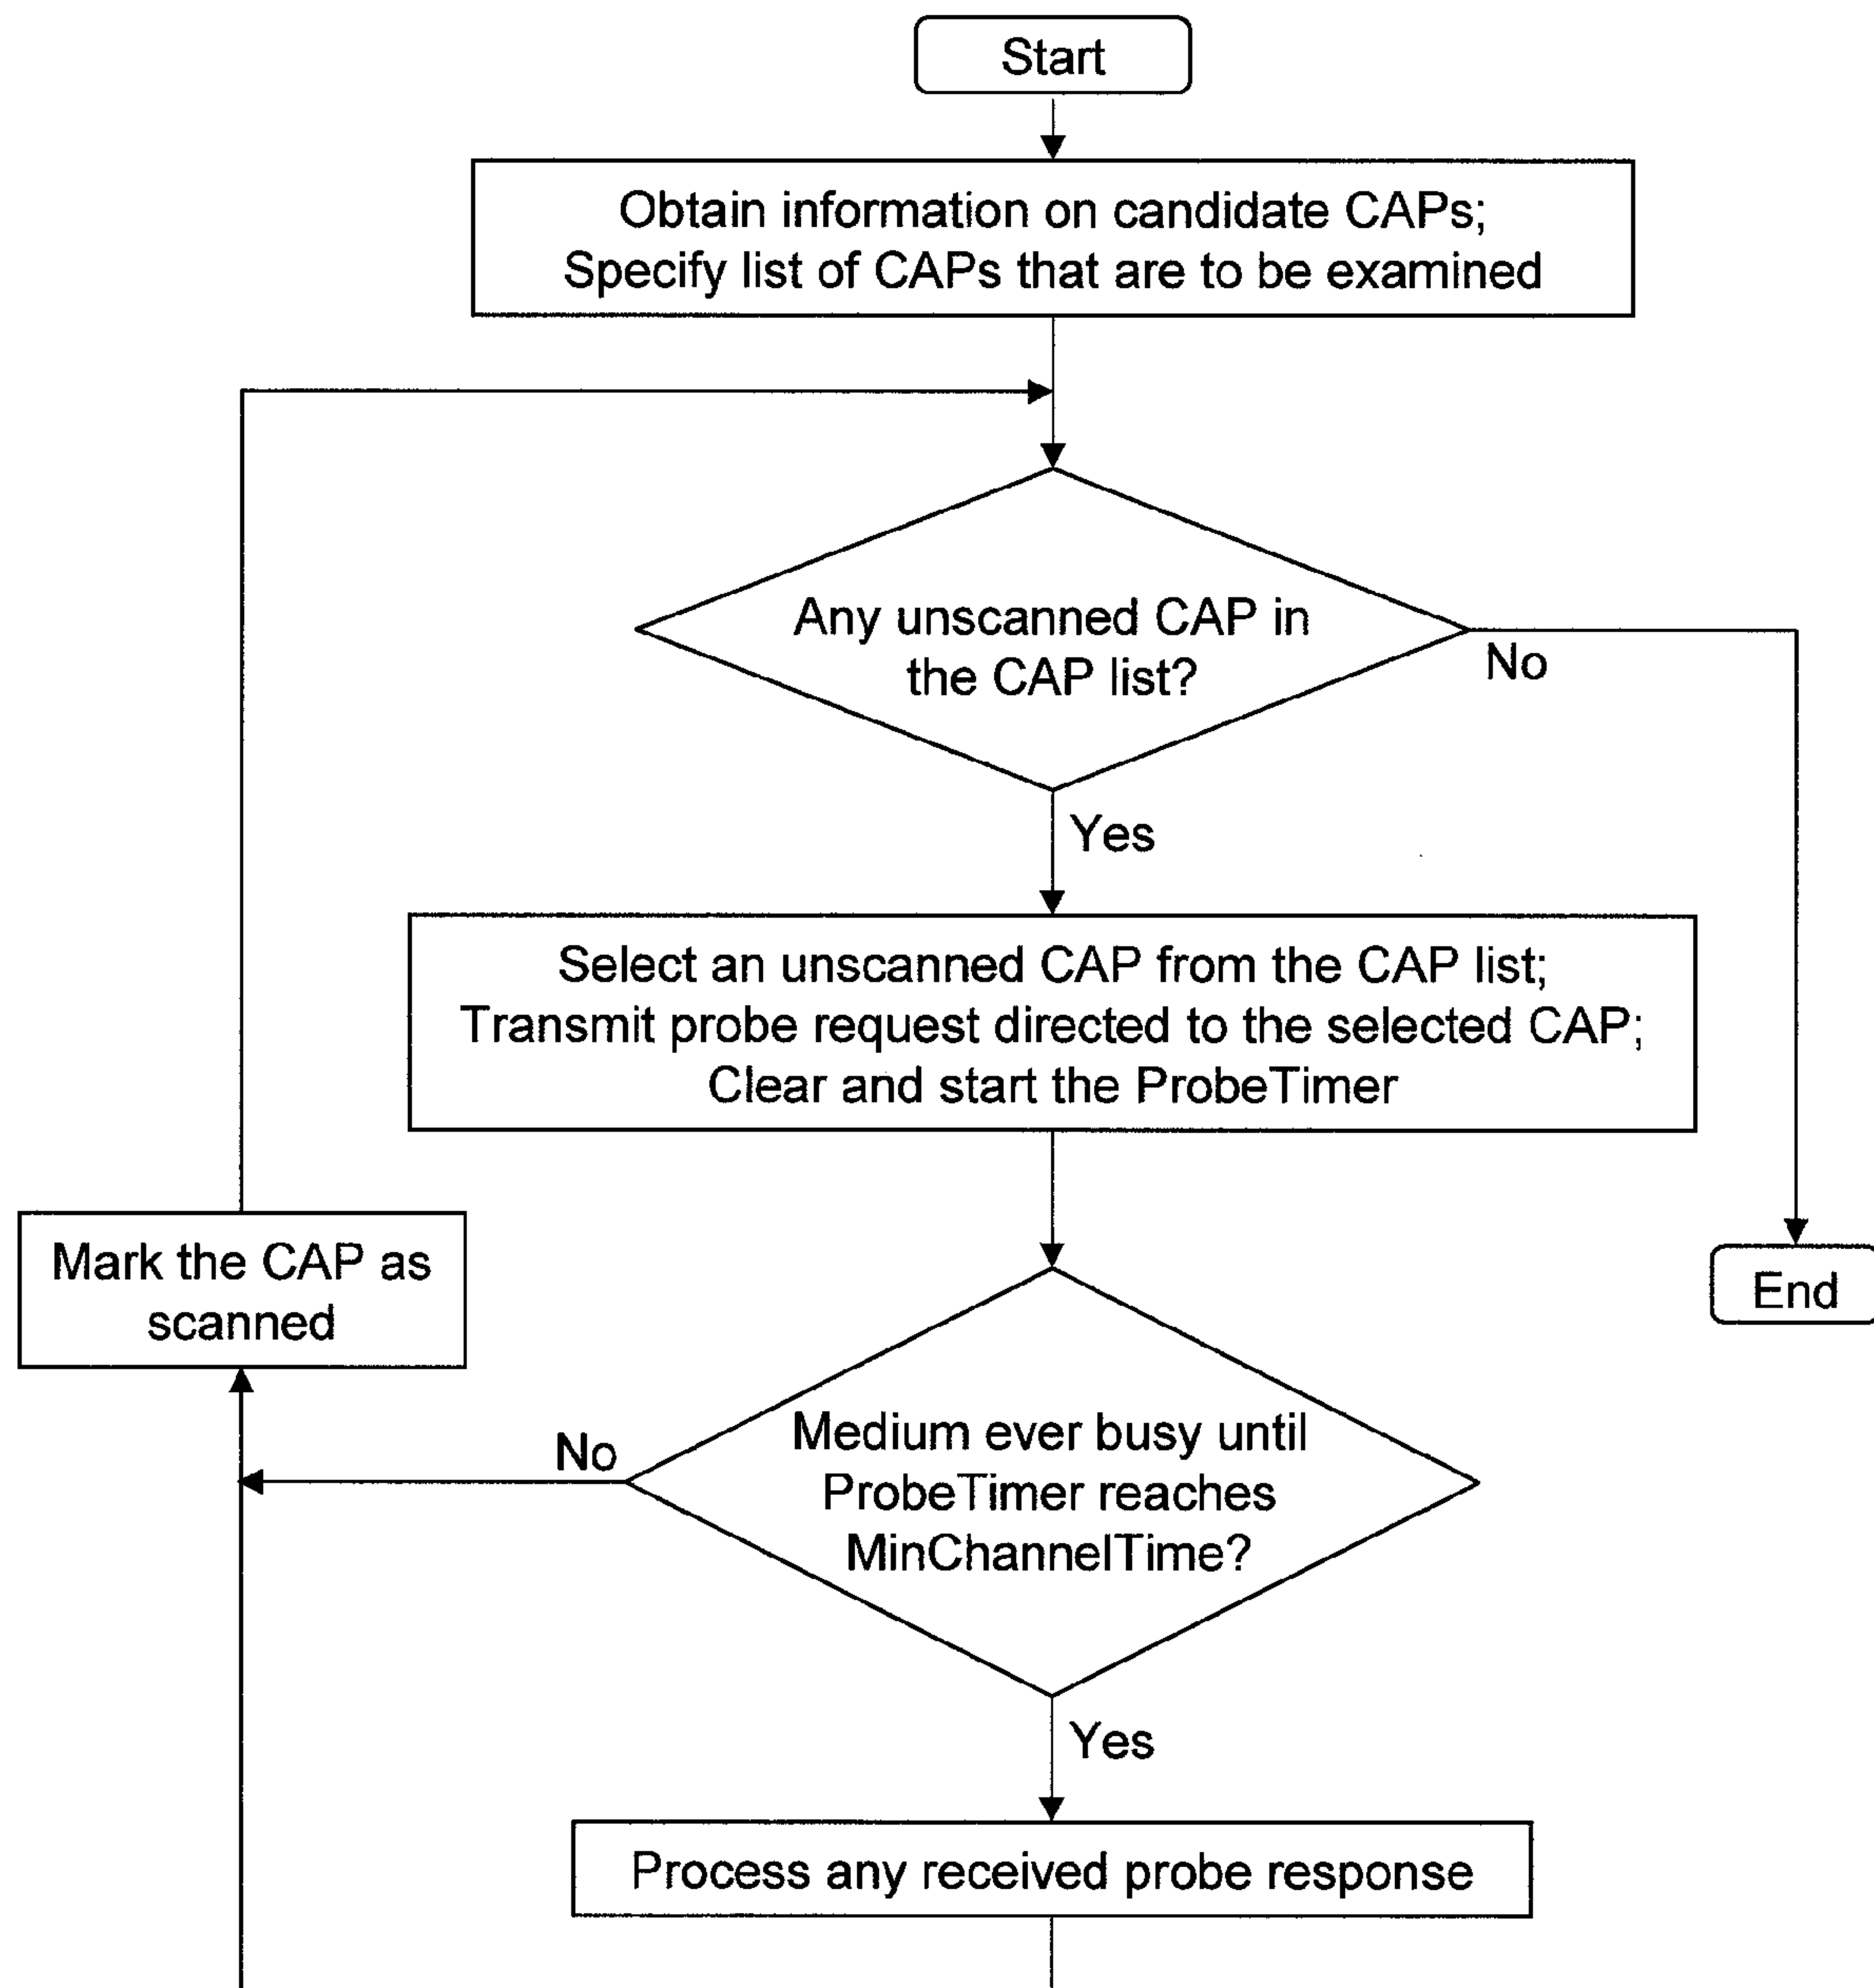 Start
Obtain information on candidate CAPs;
Specify list of CAPs that are to be examined
Any unscanned CAP in
the CAP list?
No
Yes
Select an unscanned CAP from the CAP list;
Transmit probe request directed to the selected CAP;
Clear and start the ProbeTimer
Mark the CAP as
scanned
End
Medium ever busy until
ProbeTimer reaches
MinChannelTime?
No
Yes
Process any received probe response